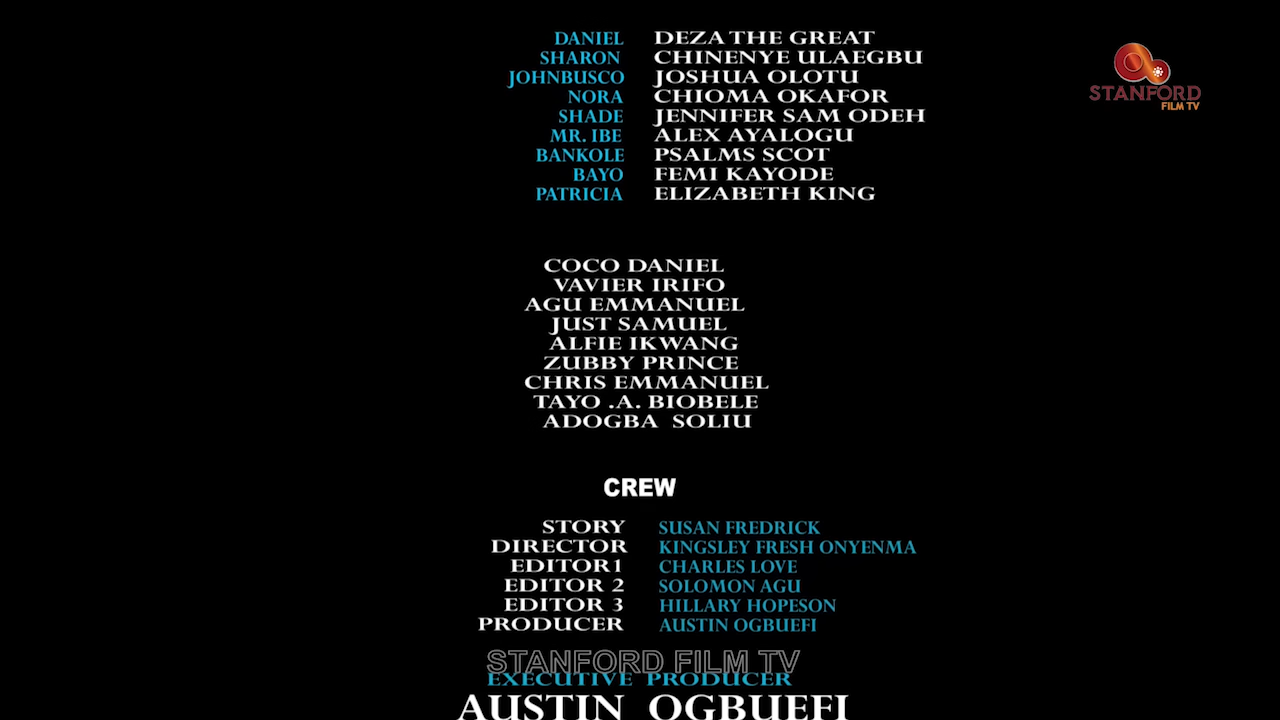 DANIEL DEZA THE GREAT
SHARON CHINENYE ULAEGBU
JOHNBUSCO JOSHUA OLOTU
NORA CHIOMA OKAFOR
SHADE JENNIFER SAM ODEH
MR. IBE ALEX AYALOGU
BANKOLE PSALMS SCOT
BAYO FEMI KAYODE
PATRICIA ELIZABETH KING
STANFORD
FILM TV
COCO DANIEL
VAVIER IRIFO
AGU EMMANUEL
JUST SAMUEL
ALFIE IKWANG
ZUBBY PRINCE
CHRIS EMMANUEL
TAYO .A. BIOBELE
ADOGBA SOLIU
CREW
STORY SUSAN FREDRICK
DIRECTOR KINGSLEY FRESH ONYENMA
EDITOR1 CHARLES LOVE
EDITOR 2 SOLOMON AGU
EDITOR 3 HILLARY HOPESON
PRODUCER AUSTIN OGBUEFI
STANFORD FILM TV
EXECUTIVE PRODUCER
AUSTIN OGBUEFI